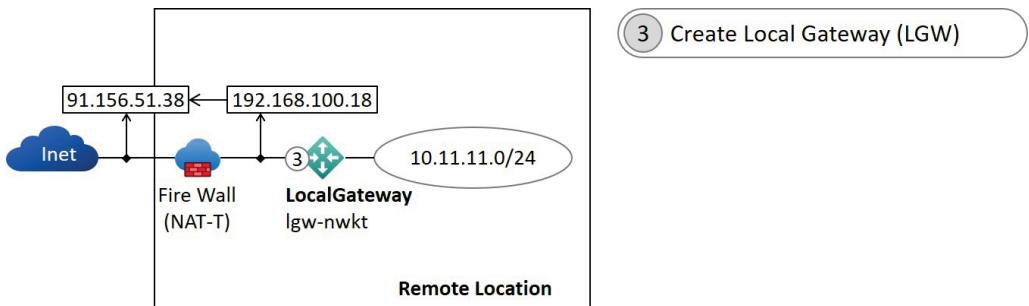 3 Create Local Gateway (LGW)
91.156.51.38
192.168.100.18
Inet
3
10.11.11.0/24
Fire Wall
(NAT-T)
LocalGateway
lgw-nwkt
Remote Location